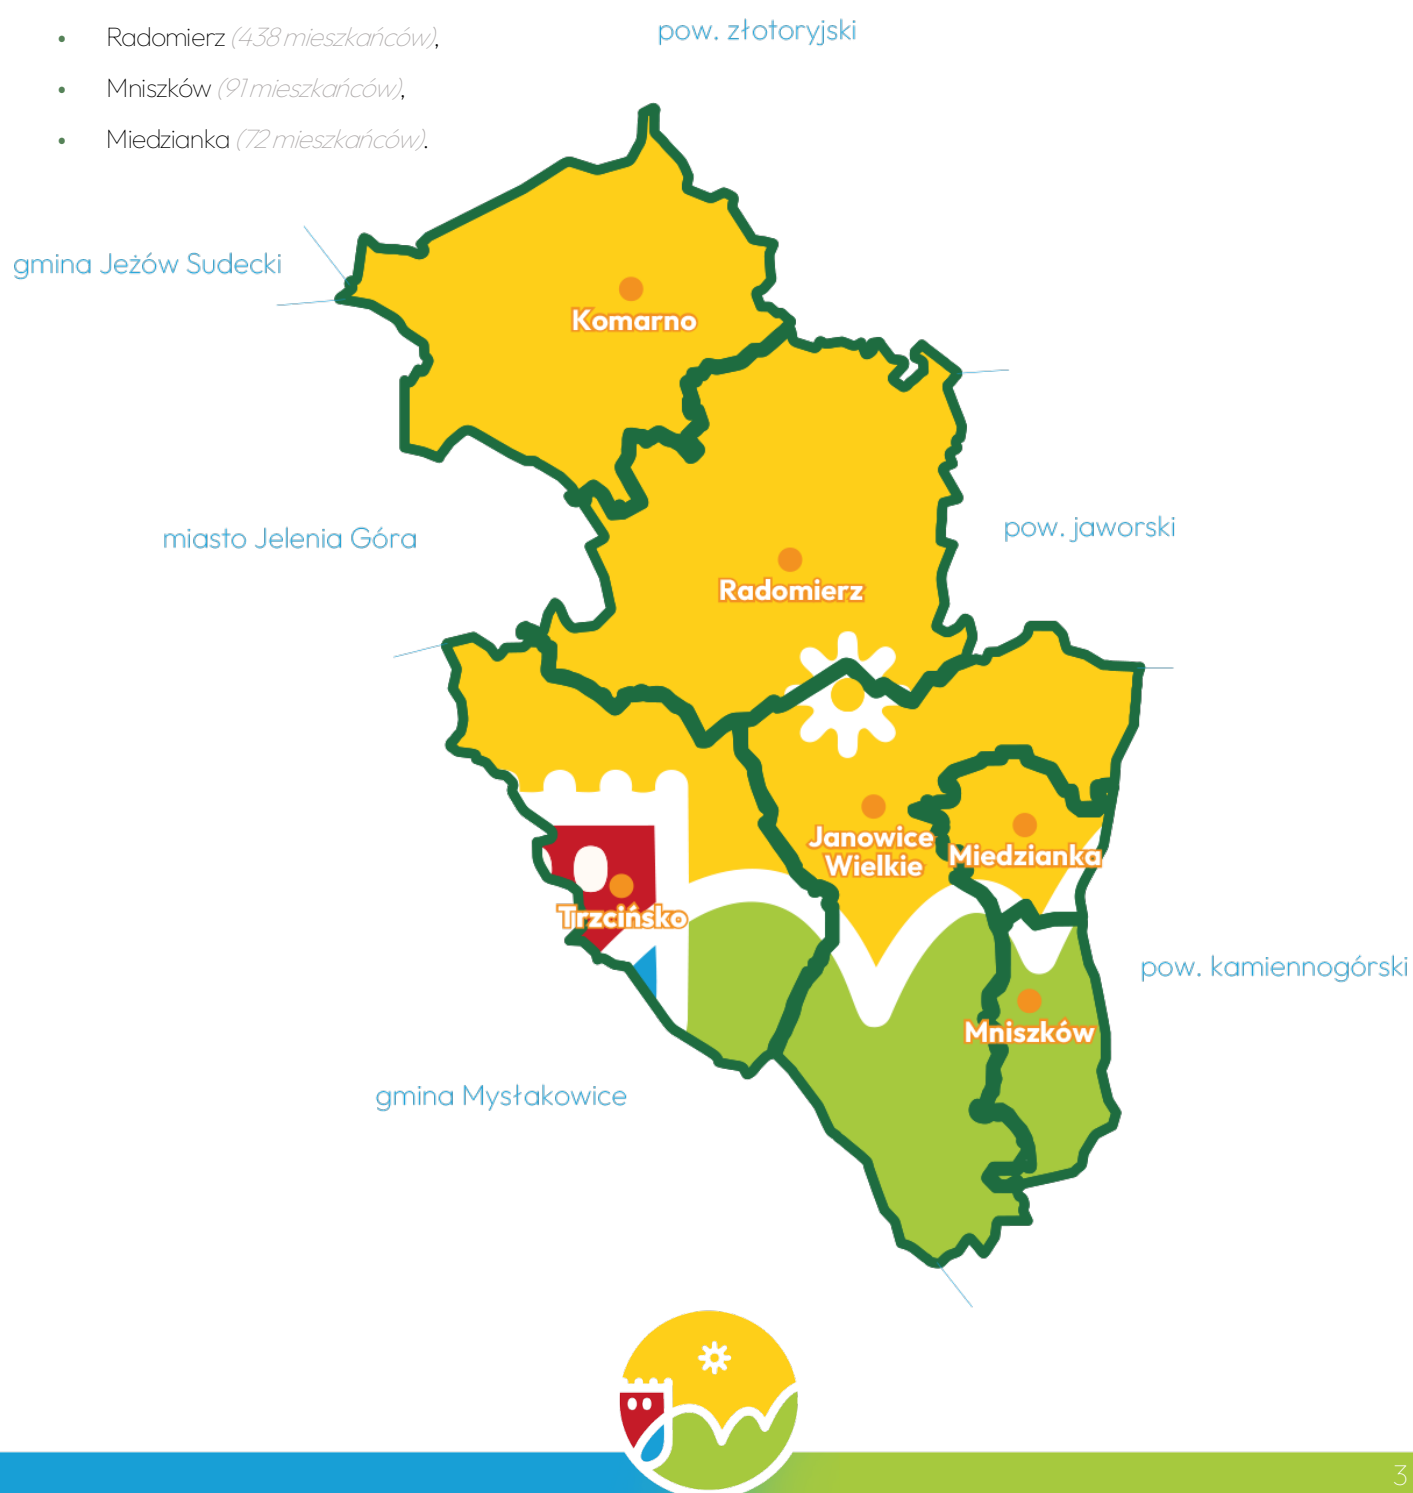 • Radomierz (438 mieszkańców),
• Mniszków (91 mieszkańców),
• Miedzianka (72 mieszkańców).
pow. złotoryjski
gmina Jeżów Sudecki
Komarno
miasto Jelenia Góra
pow. jaworski
Radomierz
Janowice
Wielkie
Miedzianka
Trzcińsko
pow. kamiennogórski
Mniszków
gmina Mysłakowice
3